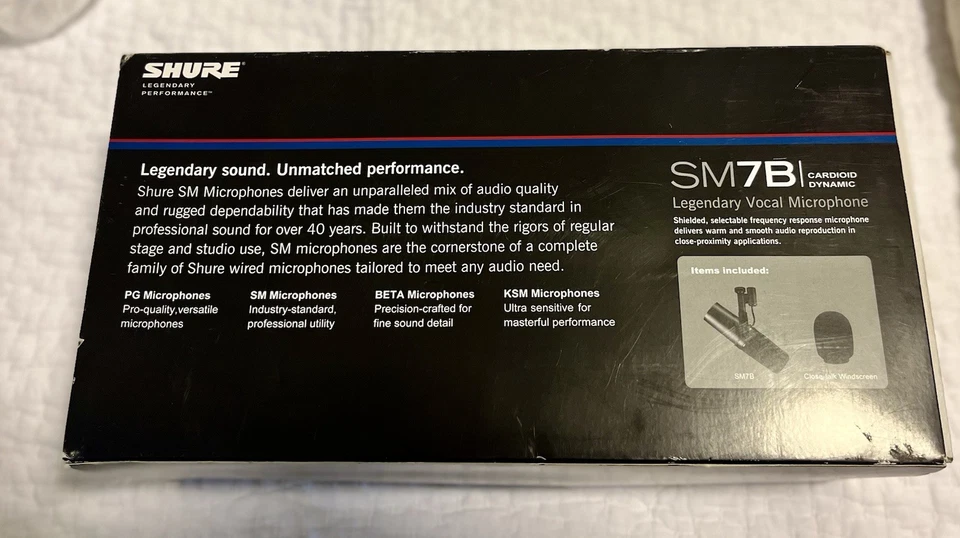 SHURE®
LEGENDARY
PERFORMANCE™
Legendary sound. Unmatched performance.
Shure SM Microphones deliver an unparalleled mix of audio quality
and rugged dependability that has made them the industry standard in
professional sound for over 40 years. Built to withstand the rigors of regular
stage and studio use, SM microphones are the cornerstone of a complete
family of Shure wired microphones tailored to meet any audio need.
PG Microphones
Pro-quality,versatile
microphones
SM Microphones
Industry-standard,
professional utility
BETA Microphones
Precision-crafted for
fine sound detail
KSM Microphones
Ultra sensitive for
masterful performance
SM7B
CARDIOID
DYNAMIC
Legendary Vocal Microphone
Shielded, selectable frequency response microphone
delivers warm and smooth audio reproduction in
close-proximity applications.
Items included:
SM7B
Close-talk Windscreen